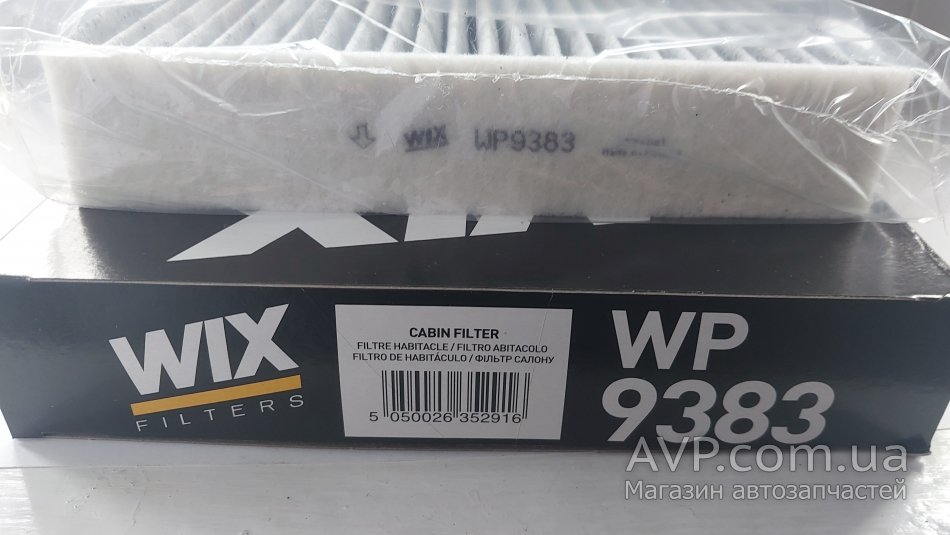 WIX WP9383
WIX
WIX
FILTERS
CABIN FILTER
FILTRE HABITACLE / FILTRO ABITACOLO
FILTRO DE HABITÁCULO / ФІЛЬТР САЛОНУ
5 050026 352916
WP
9383
AVP.com.ua
Магазин автозапчастей